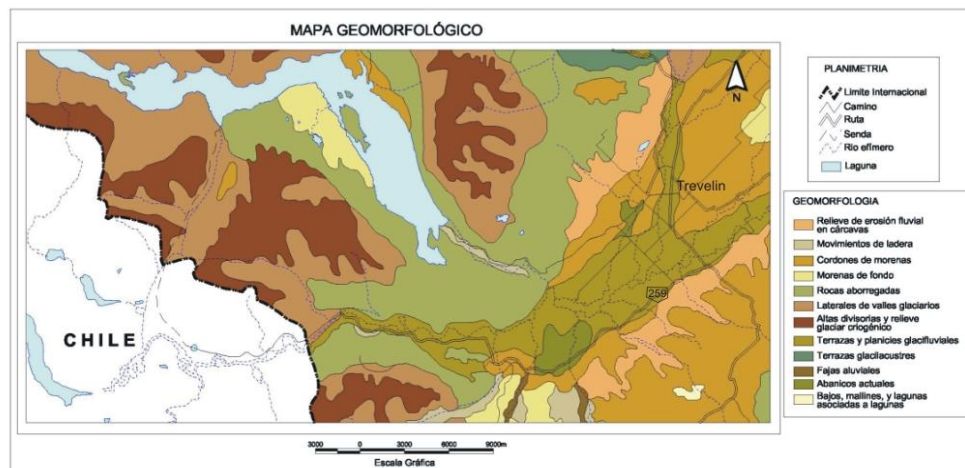 MAPA GEOMORFOLÓGICO
N
Trevelin
259
CHILE
3000 0 3000 6000 9000m
Escala Gráfica
PLANIMETRIA
Limite Internacional
Camino
Ruta
Senda
Rio efímero
Laguna
GEOMORFOLOGIA
Relieve de erosión fluvial
en cárcavas
Movimientos de ladera
Cordones de morenas
Morenas de fondo
Rocas aborregadas
Laterales de valles glaciarios
Altas divisorias y relieve
glaciar criogénico
Terrazas y planicies glacifluviales
Terrazas glacilacustres
Fajas aluviales
Abanicos actuales
Bajos, mallines, y lagunas
asociadas a lagunas